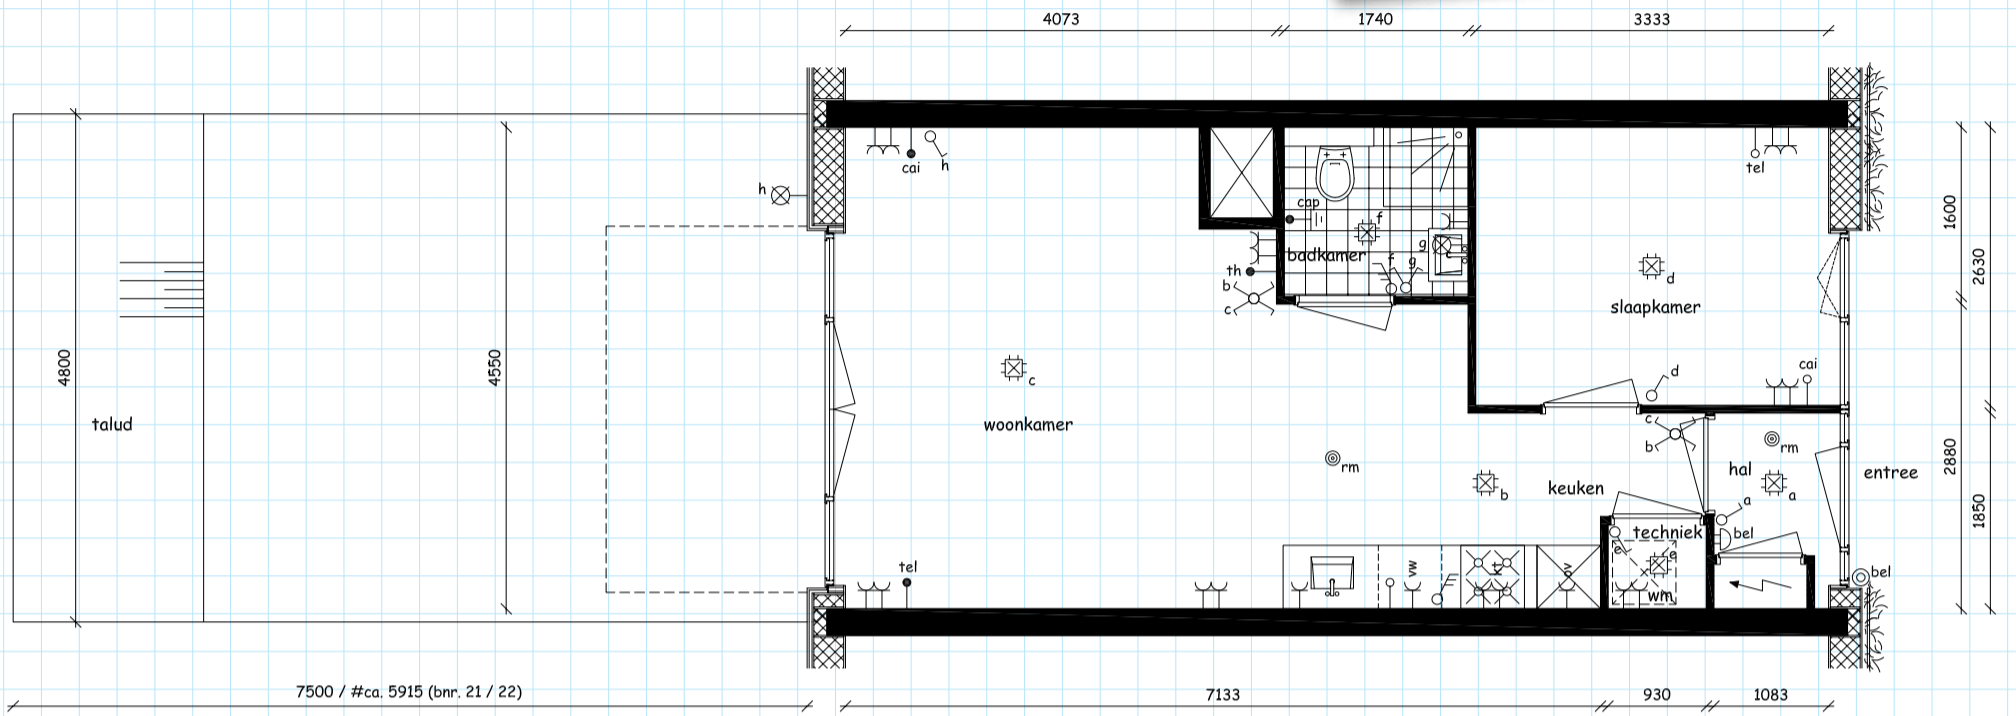 4073
1740
3333
cai
h
tel
h
cap
f
1600
g
badkamer
f
g
th
b
c
d
slaapkamer
2630
4800
4550
c
d
cai
talud
woonkamer
c
b
rm
rm
hal
entree
2880
b
keuken
a
a
1850
techniek
bel
tel
vw
kt
ov
e
e
bel
wm
7500 / #ca. 5915 (bnr. 21 / 22)
7133
930
1083